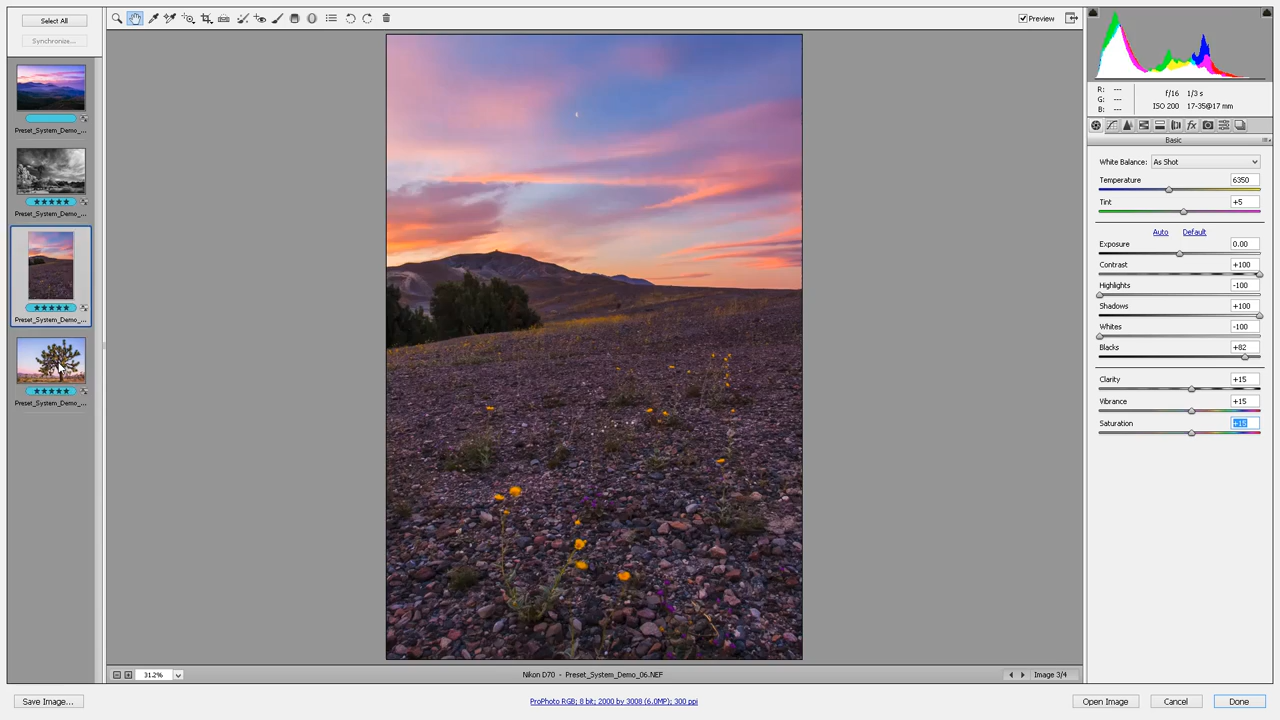 Select All
Synchronize...
Preset_System_Demo_...
Preset_System_Demo_...
Preset_System_Demo_...
Preset_System_Demo_...
Preview
31.2%
Nikon D70 - Preset_System_Demo_06.NEF
Image 3/4
Save Image...
ProPhoto RGB; 8 bit; 2000 by 3008 (6.0MP); 300 ppi
Open Image
Cancel
Done
R: ---
G: ---
B: ---
f/16 1/3 s
ISO 200 17-35@17 mm
Basic
White Balance: As Shot
Temperature 6350
Tint +5
Auto Default
Exposure 0.00
Contrast +100
Highlights -100
Shadows +100
Whites -100
Blacks +82
Clarity +15
Vibrance +15
Saturation +15